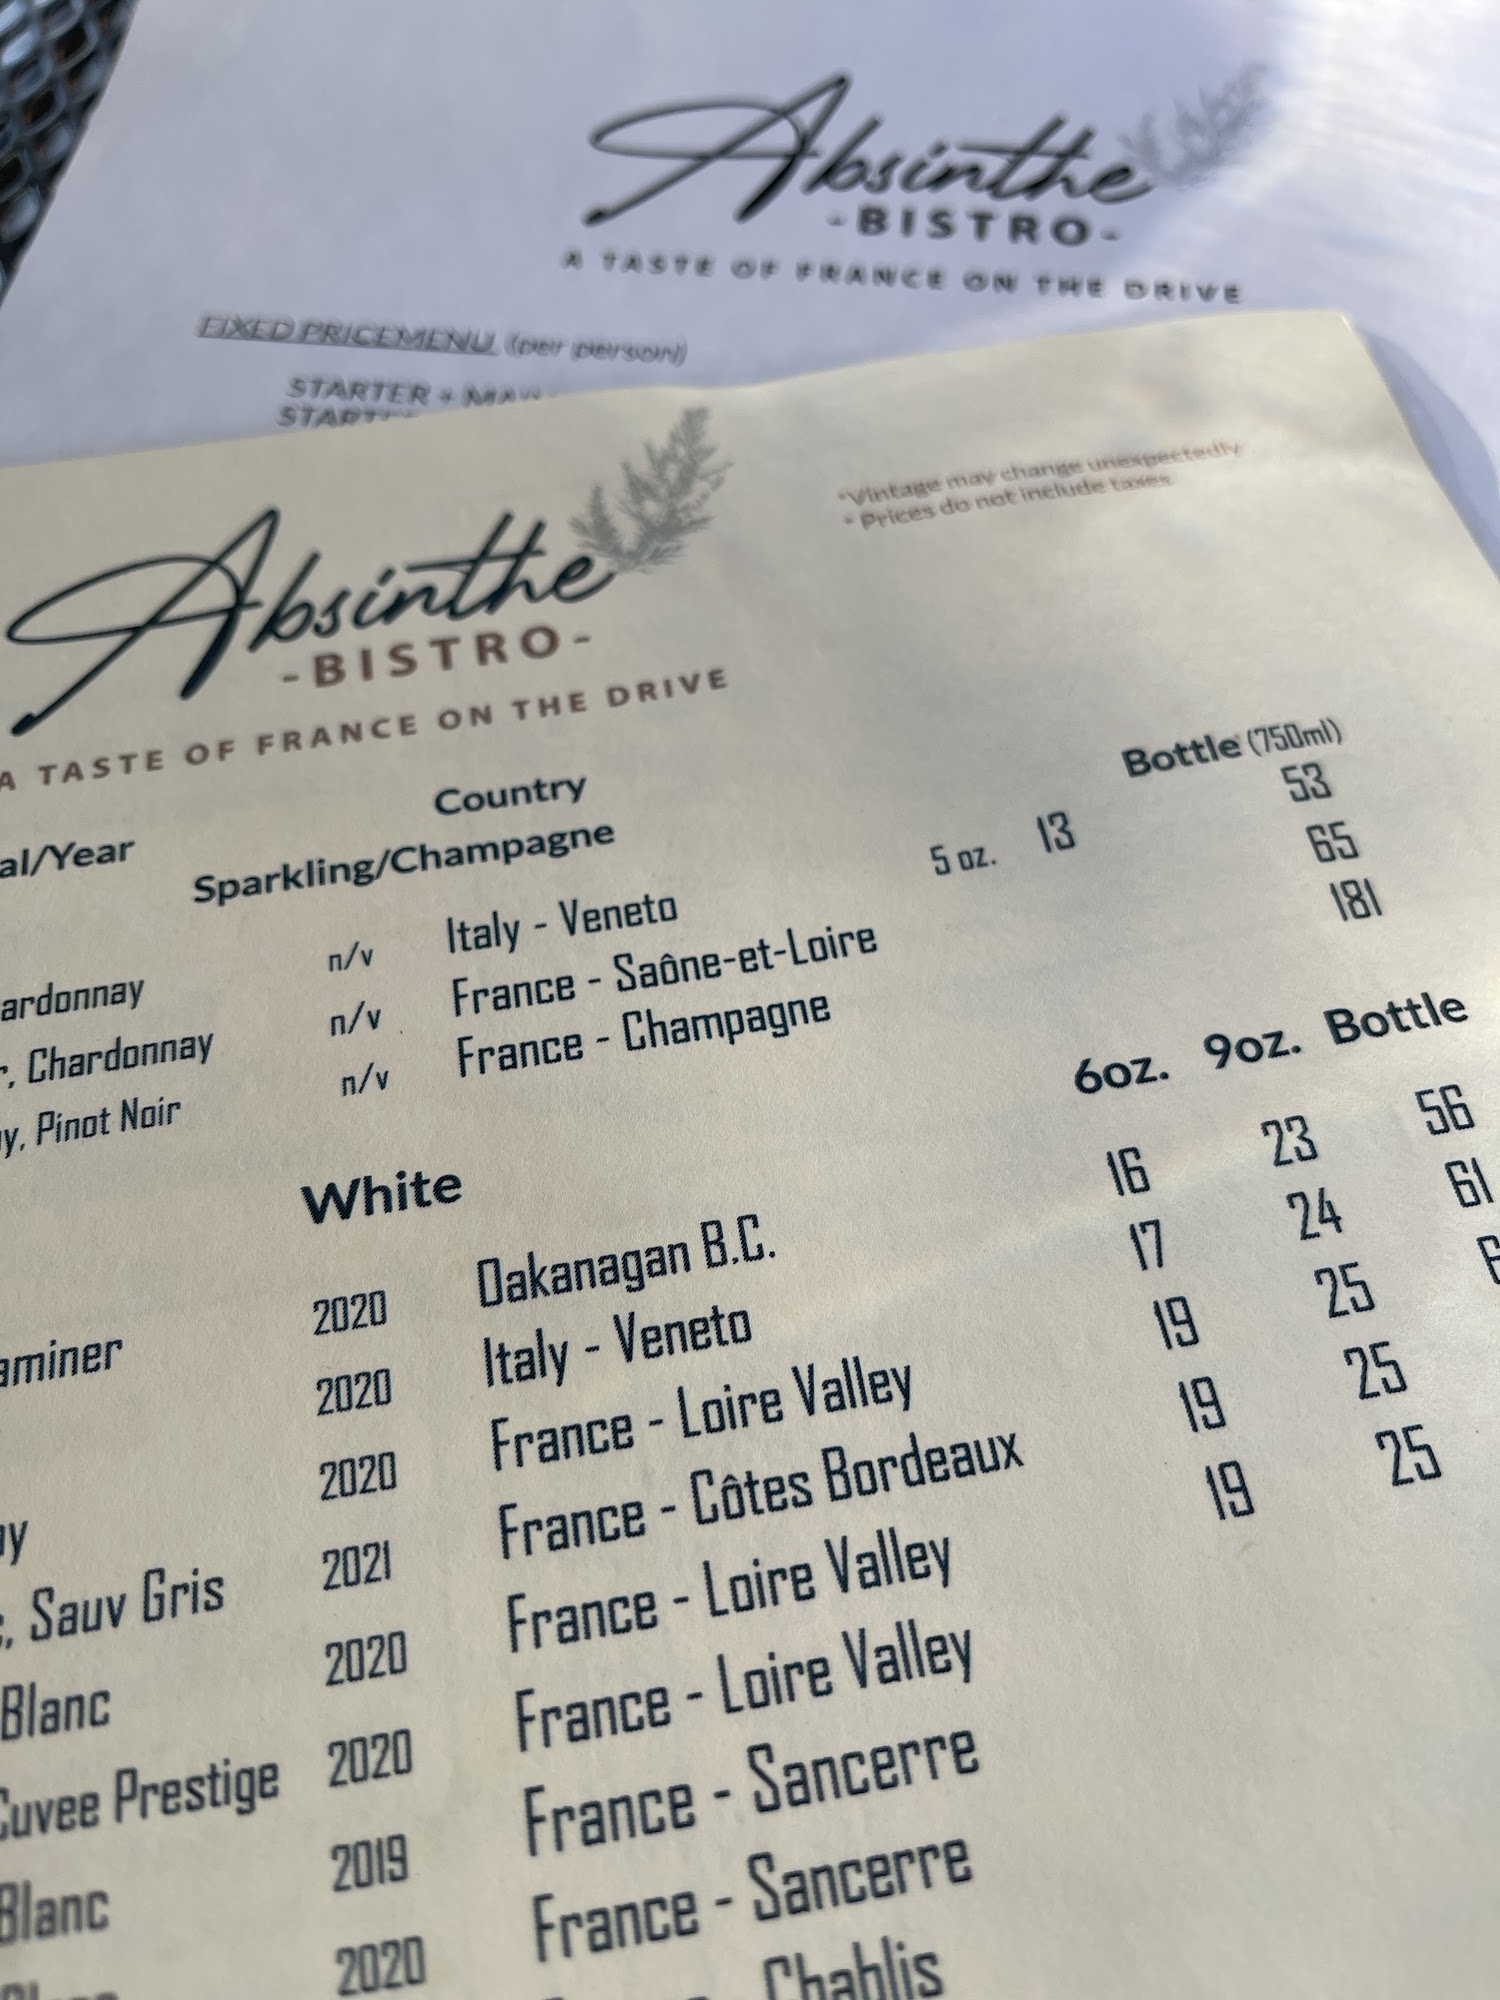 Absinthe
-BISTRO-
A TASTE OF FRANCE ON THE DRIVE
FIXED PRICEMENU (per person)
STARTER + MAIN
Absinthe
-BISTRO-
A TASTE OF FRANCE ON THE DRIVE
*Vintage may change unexpectedly
* Prices do not include taxes
al/Year Country Bottle (750ml)
Sparkling/Champagne
n/v Italy - Veneto 5 oz. 13 53
ardonnay n/v France - Saône-et-Loire 65
r, Chardonnay n/v France - Champagne 181
y, Pinot Noir
White 6oz. 9oz. Bottle
2020 Oakanagan B.C. 16 23 56
aminer 2020 Italy - Veneto 17 24 61
2020 France - Loire Valley 19 25 6
ay 2021 France - Côtes Bordeaux 19 25
c, Sauv Gris 2020 France - Loire Valley 19 25
Blanc 2020 France - Loire Valley
Cuvee Prestige 2019 France - Sancerre
Blanc 2020 France - Sancerre
Chablis